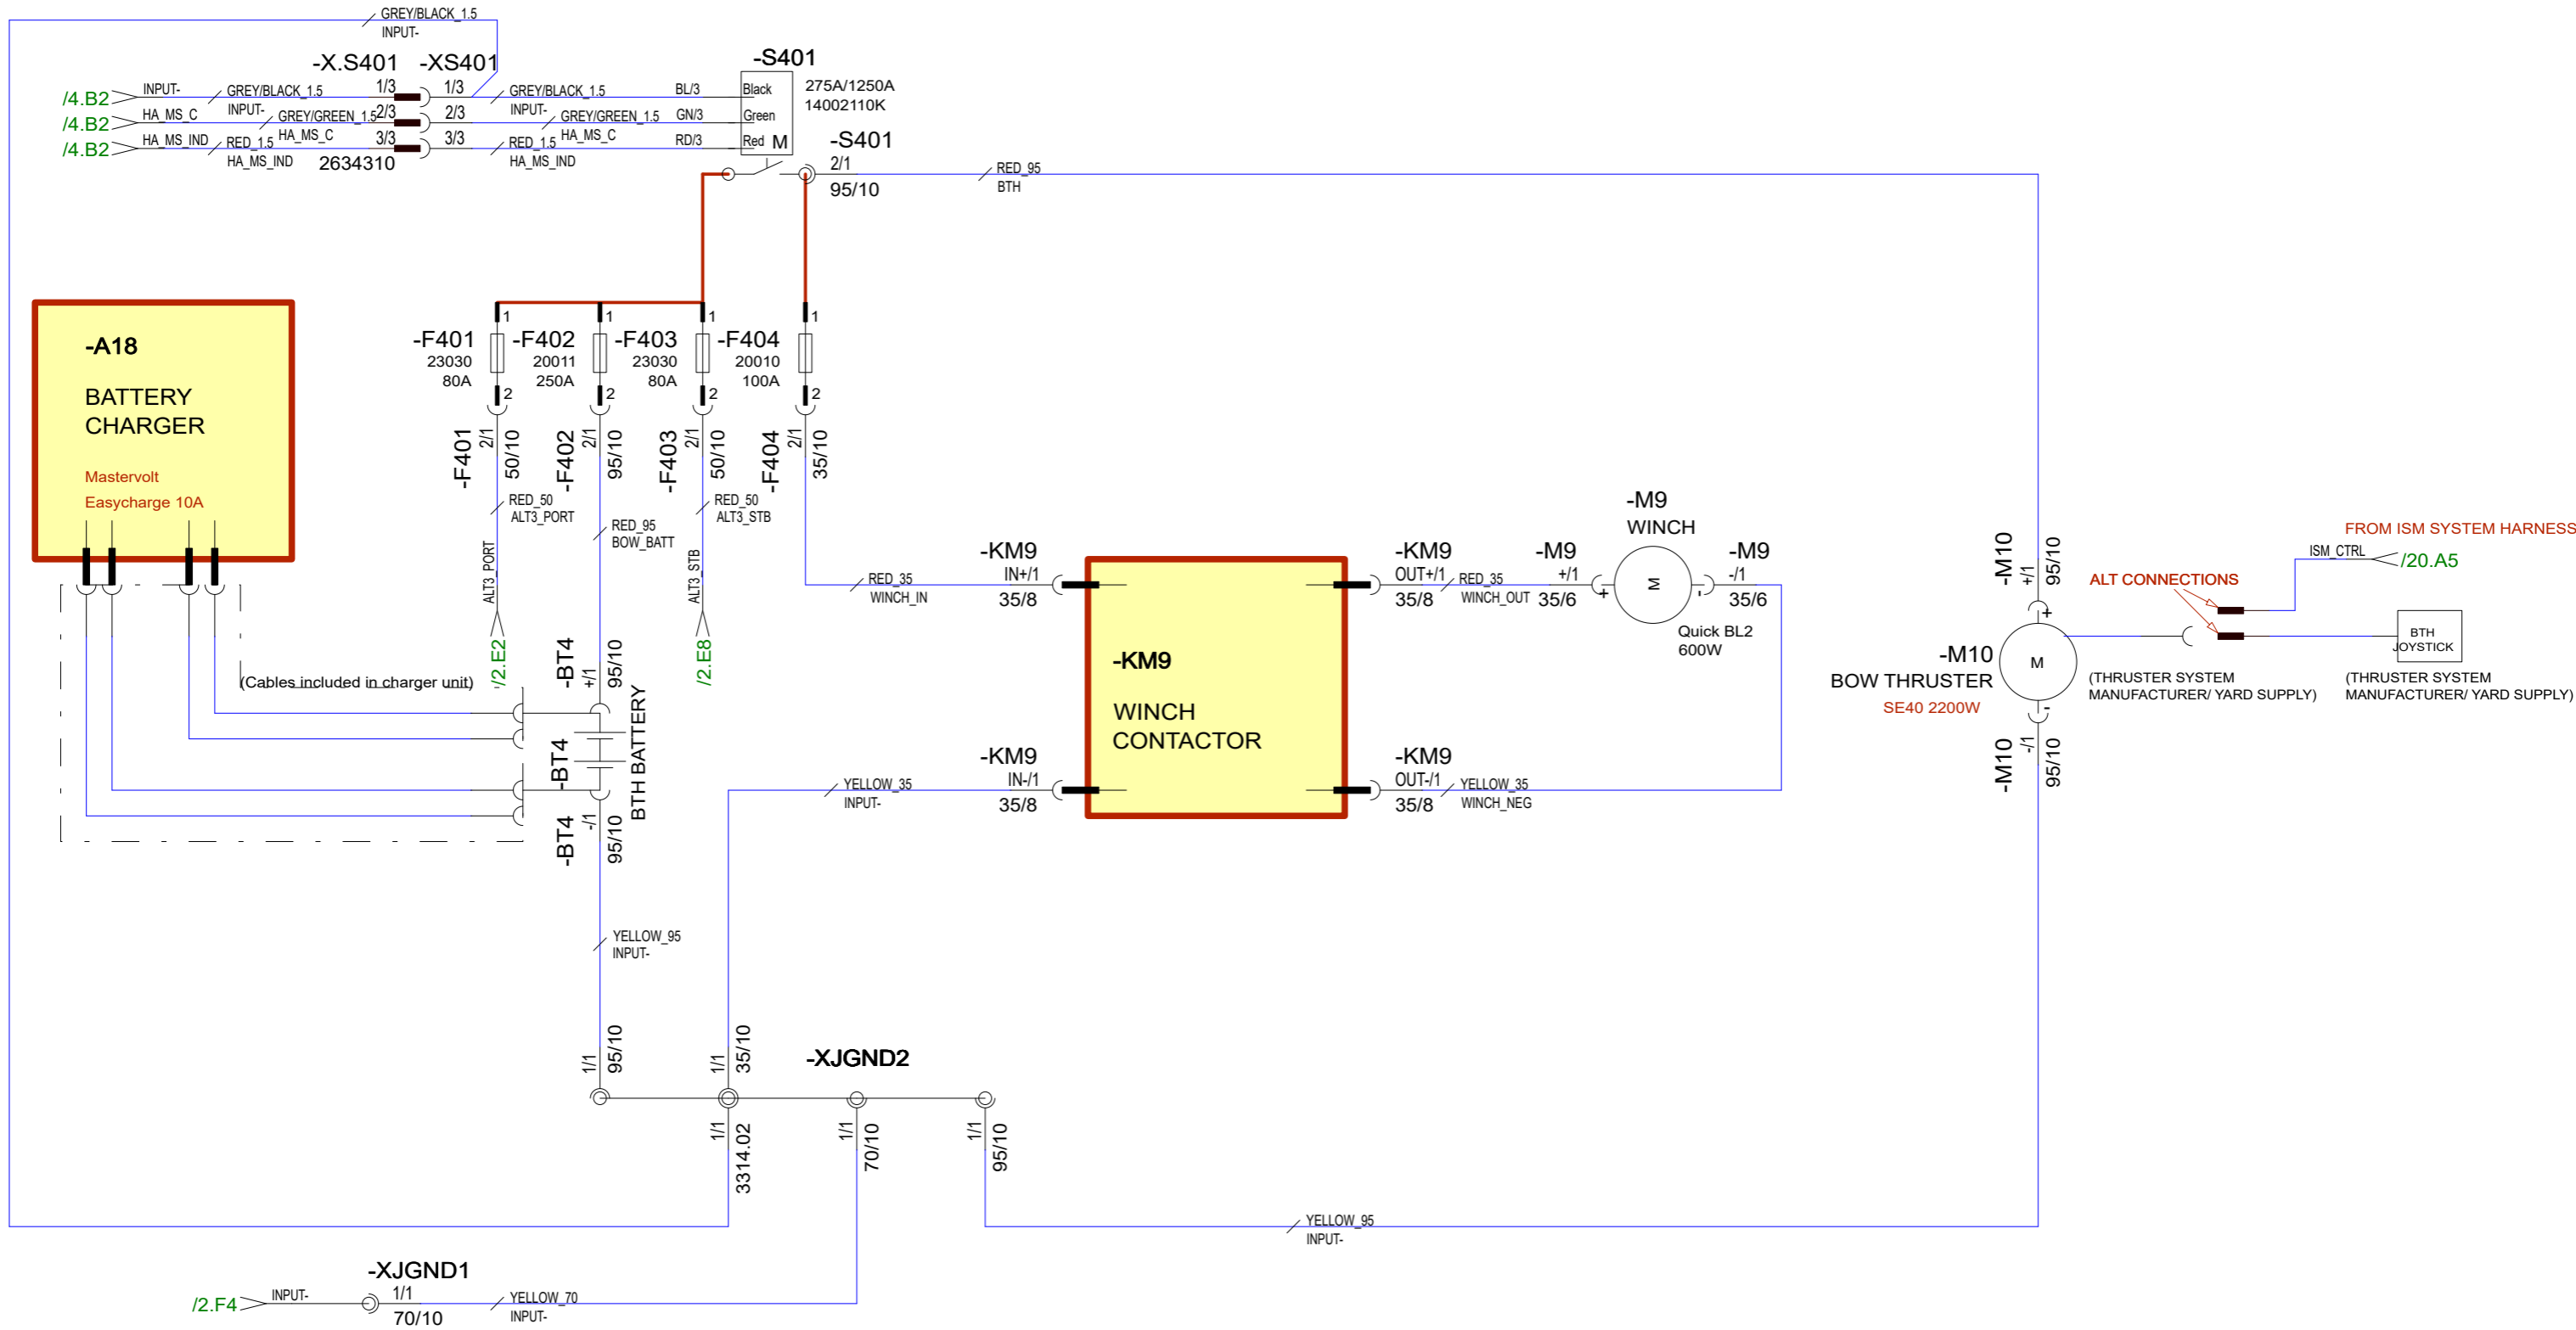 GREY/BLACK_1.5
INPUT-
-X.S401
-XS401
-S401
275A/1250A
14002110K
/4.B2
INPUT-
GREY/BLACK_1.5
INPUT-
1/3
1/3
GREY/BLACK_1.5
INPUT-
BL/3
Black
/4.B2
HA_MS_C
GREY/GREEN_1.5
HA_MS_C
2/3
2/3
GREY/GREEN_1.5
HA_MS_C
GN/3
Green
/4.B2
HA_MS_IND
RED_1.5
HA_MS_IND
3/3
3/3
2634310
RED_1.5
HA_MS_IND
RD/3
Red
M
-S401
2/1
95/10
RED_95
BTH
-A18
BATTERY
CHARGER
Mastervolt
Easycharge 10A
1
-F401
23030
80A
2
1
-F402
20011
250A
2
1
-F403
23030
80A
2
1
-F404
20010
100A
2
-F401
2/1
50/10
-F402
2/1
95/10
-F403
2/1
50/10
-F404
2/1
35/10
RED_50
ALT3_PORT
RED_95
BOW_BATT
RED_50
ALT3_STB
ALT3_PORT
/2.E2
ALT3_STB
/2.E8
(Cables included in charger unit)
-BT4
+/1
95/10
-BT4
BTH BATTERY
-BT4
-/1
95/10
RED_35
WINCH_IN
-KM9
IN+/1
35/8
-KM9
WINCH
CONTACTOR
-KM9
OUT+/1
35/8
RED_35
WINCH_OUT
-M9
+/1
35/6
-M9
WINCH
+
M
-
-M9
-/1
35/6
Quick BL2
600W
YELLOW_35
INPUT-
-KM9
IN-/1
35/8
-KM9
OUT-/1
35/8
YELLOW_35
WINCH_NEG
-M10
+/1
95/10
+
-M10
BOW THRUSTER
SE40 2200W
M
-
-M10
-/1
95/10
ALT CONNECTIONS
FROM ISM SYSTEM HARNESS
ISM_CTRL
/20.A5
BTH
JOYSTICK
(THRUSTER SYSTEM
MANUFACTURER/ YARD SUPPLY)
(THRUSTER SYSTEM
MANUFACTURER/ YARD SUPPLY)
YELLOW_95
INPUT-
1/1
95/10
1/1
35/10
-XJGND2
1/1
3314.02
1/1
70/10
1/1
95/10
YELLOW_95
INPUT-
/2.F4
INPUT-
-XJGND1
1/1
70/10
YELLOW_70
INPUT-